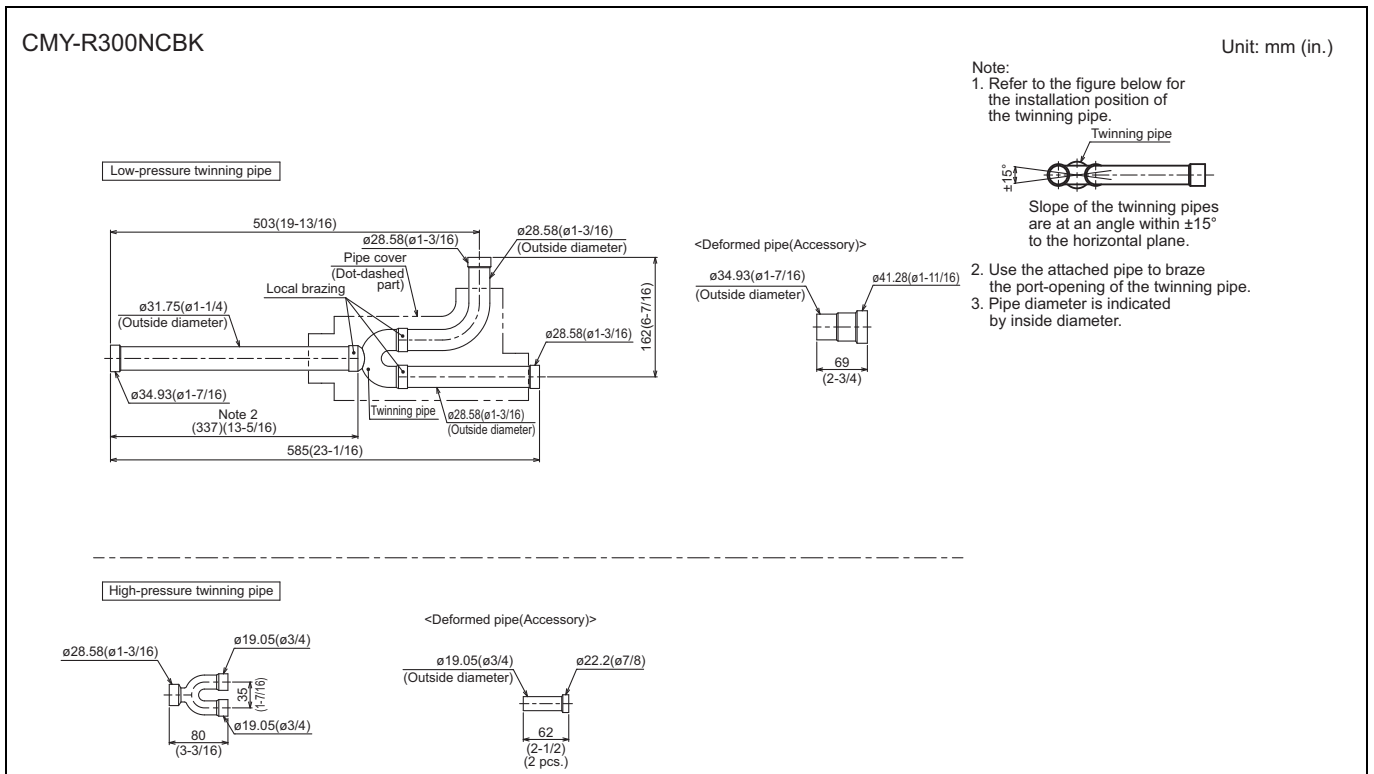 CMY-R300NCBK
Unit: mm (in.)
Note:
1. Refer to the figure below for
the installation position of
the twinning pipe.
Twinning pipe
±15°
Slope of the twinning pipes
are at an angle within ±15°
to the horizontal plane.
2. Use the attached pipe to braze
the port-opening of the twinning pipe.
3. Pipe diameter is indicated
by inside diameter.
Low-pressure twinning pipe
503(19-13/16)
ø28.58(ø1-3/16)
ø28.58(ø1-3/16)
(Outside diameter)
Pipe cover
(Dot-dashed
part)
Local brazing
ø31.75(ø1-1/4)
(Outside diameter)
162(6-7/16)
ø28.58(ø1-3/16)
ø34.93(ø1-7/16)
Note 2
(337)(13-5/16)
Twinning pipe
ø28.58(ø1-3/16)
(Outside diameter)
585(23-1/16)
<Deformed pipe(Accessory)>
ø34.93(ø1-7/16)
(Outside diameter)
ø41.28(ø1-11/16)
69
(2-3/4)
High-pressure twinning pipe
ø28.58(ø1-3/16)
ø19.05(ø3/4)
35
(1-7/16)
ø19.05(ø3/4)
80
(3-3/16)
<Deformed pipe(Accessory)>
ø19.05(ø3/4)
(Outside diameter)
ø22.2(ø7/8)
62
(2-1/2)
(2 pcs.)